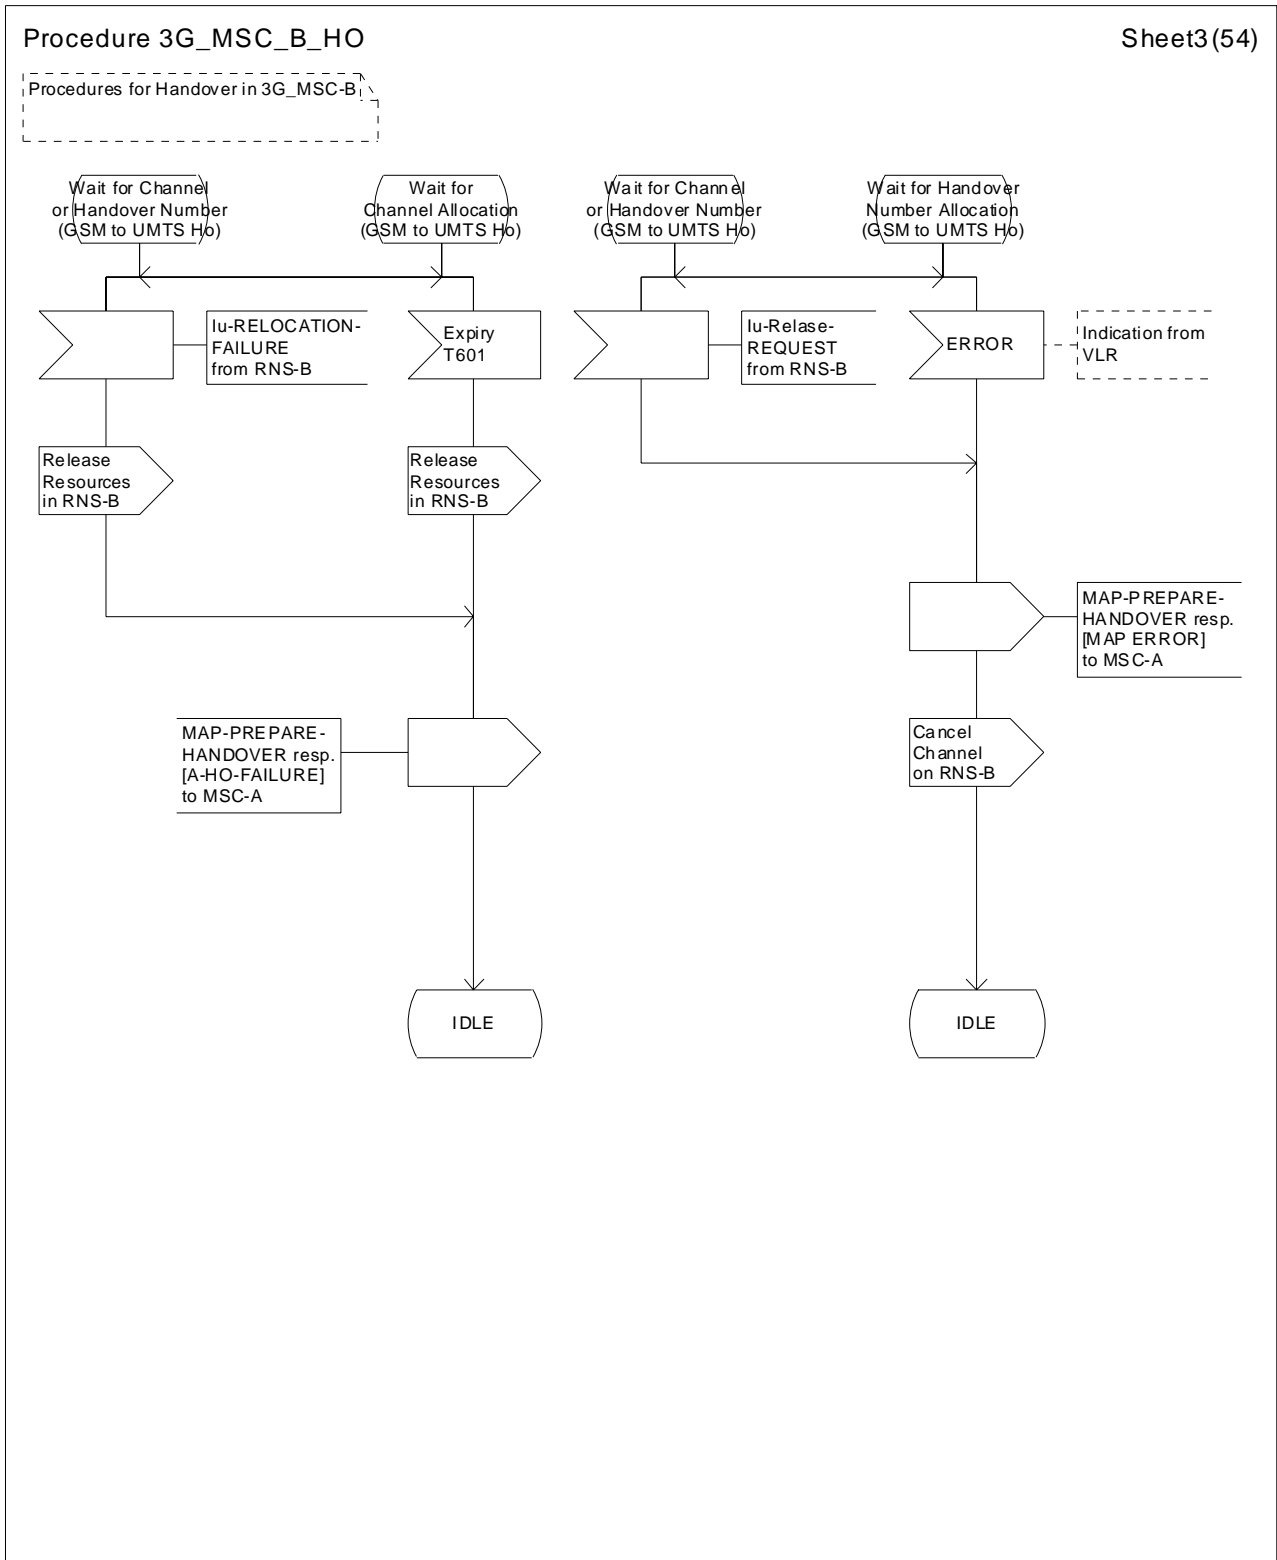 Procedure 3G_MSC_B_HO
Sheet3(54)
Procedures for Handover in 3G_MSC-B
Wait for Channel
or Handover Number
(GSM to UMTS Ho)
Wait for
Channel Allocation
(GSM to UMTS Ho)
Wait for Channel
or Handover Number
(GSM to UMTS Ho)
Wait for Handover
Number Allocation
(GSM to UMTS Ho)
Iu-RELOCATION-
FAILURE
from RNS-B
Expiry
T601
Iu-Relase-
REQUEST
from RNS-B
ERROR
Indication from
VLR
Release
Resources
in RNS-B
Release
Resources
in RNS-B
MAP-PREPARE-
HANDOVER resp.
[MAP ERROR]
to MSC-A
MAP-PREPARE-
HANDOVER resp.
[A-HO-FAILURE]
to MSC-A
Cancel
Channel
on RNS-B
IDLE
IDLE